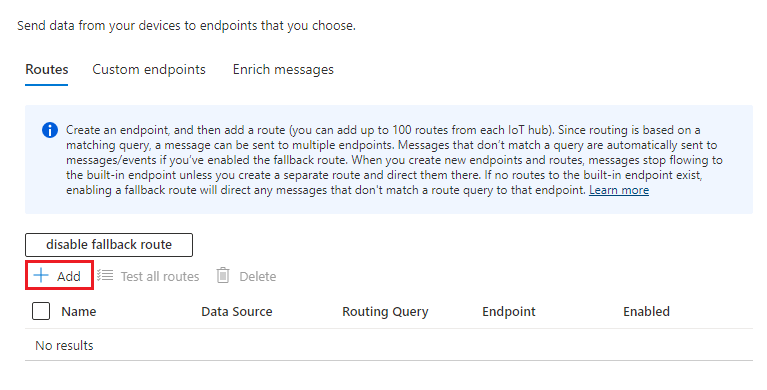 Send data from your devices to endpoints that you choose.
Routes Custom endpoints Enrich messages
Create an endpoint, and then add a route (you can add up to 100 routes from each IoT hub). Since routing is based on a
matching query, a message can be sent to multiple endpoints. Messages that don't match a query are automatically sent to
messages/events if you've enabled the fallback route. When you create new endpoints and routes, messages stop flowing to
the built-in endpoint unless you create a separate route and direct them there. If no routes to the built-in endpoint exist,
enabling a fallback route will direct any messages that don't match a route query to that endpoint. Learn more
disable fallback route
Add Test all routes Delete
Name Data Source Routing Query Endpoint Enabled
No results